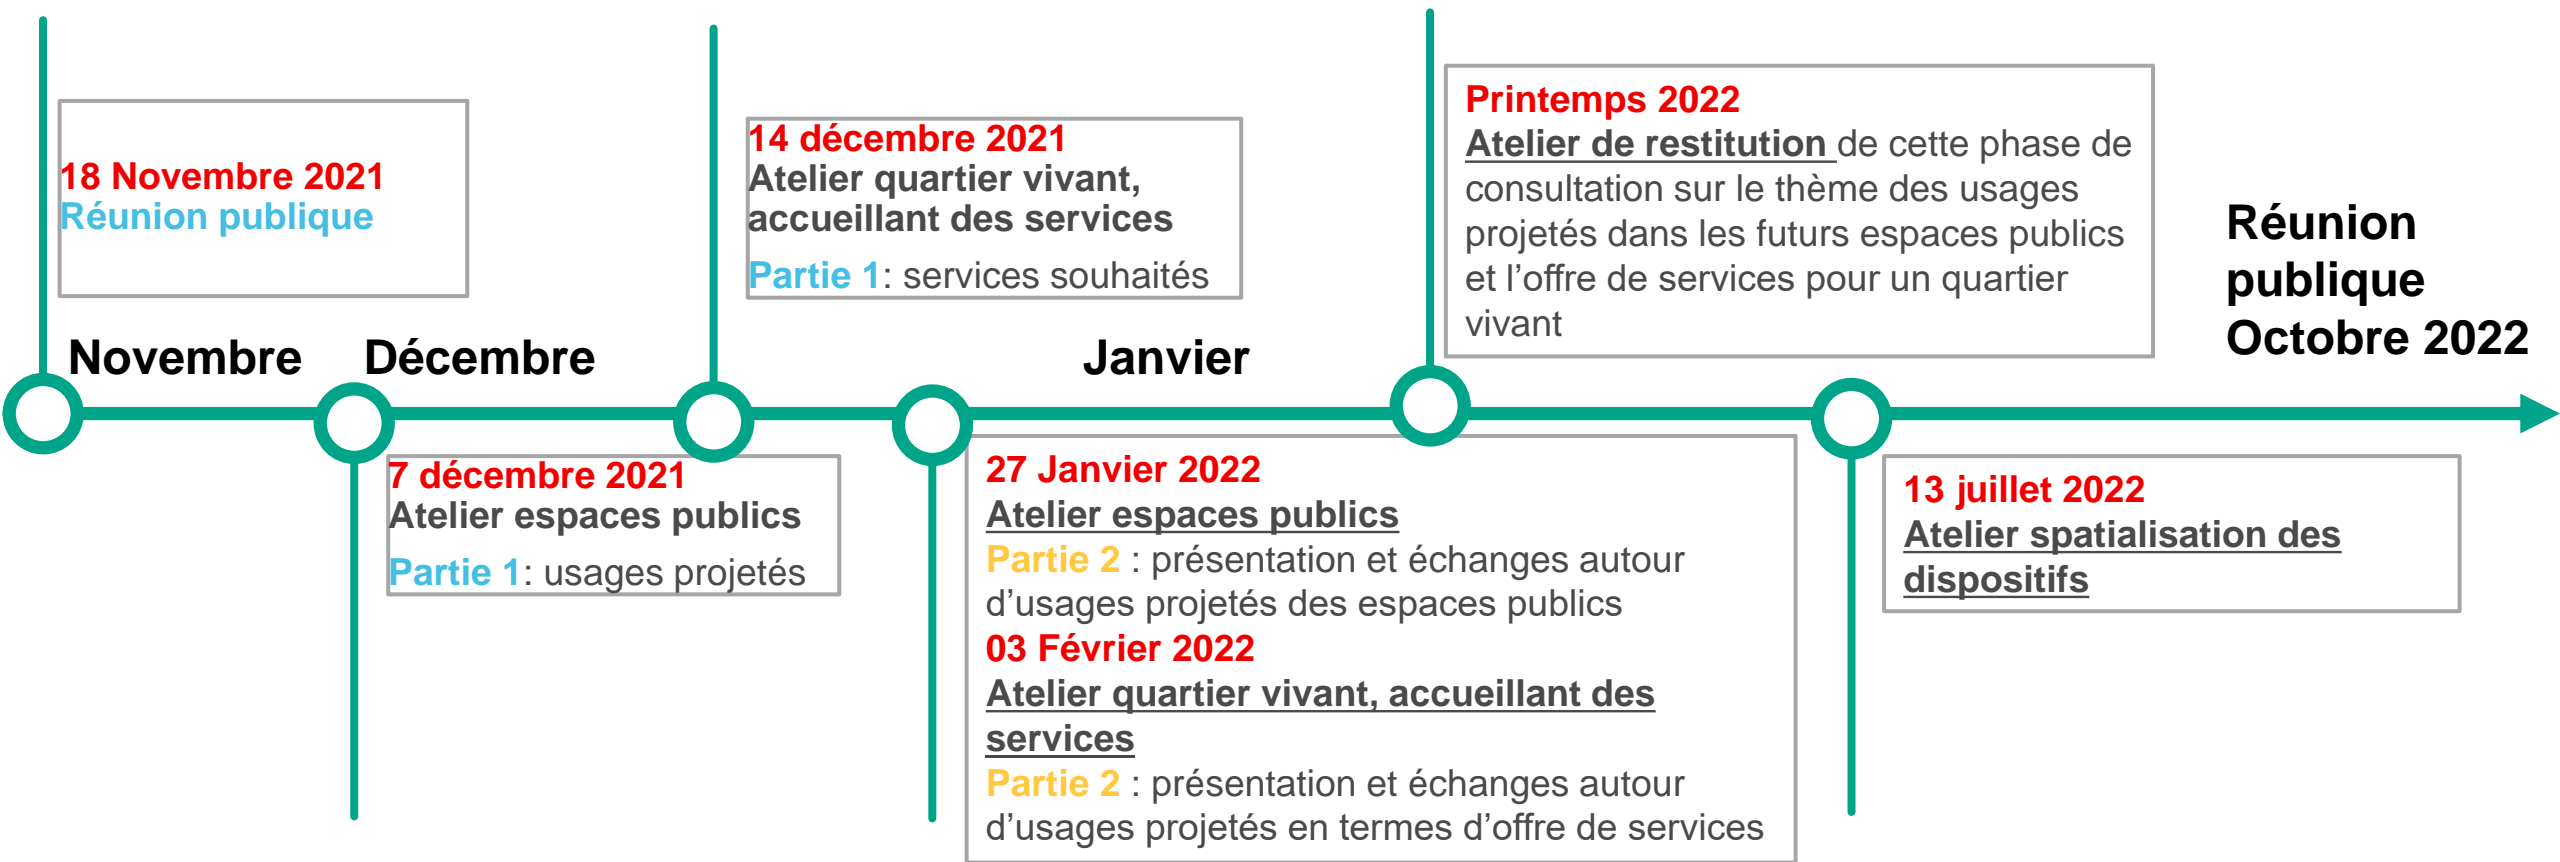 18 Novembre 2021
Réunion publique
Novembre
Décembre
7 décembre 2021
Atelier espaces publics
Partie 1: usages projetés
14 décembre 2021
Atelier quartier vivant,
accueillant des services
Partie 1: services souhaités
Janvier
27 Janvier 2022
Atelier espaces publics
Partie 2 : présentation et échanges autour
d’usages projetés des espaces publics
03 Février 2022
Atelier quartier vivant, accueillant des
services
Partie 2 : présentation et échanges autour
d’usages projetés en termes d’offre de services
Printemps 2022
Atelier de restitution de cette phase de
consultation sur le thème des usages
projetés dans les futurs espaces publics
et l’offre de services pour un quartier
vivant
13 juillet 2022
Atelier spatialisation des
dispositifs
Réunion
publique
Octobre 2022